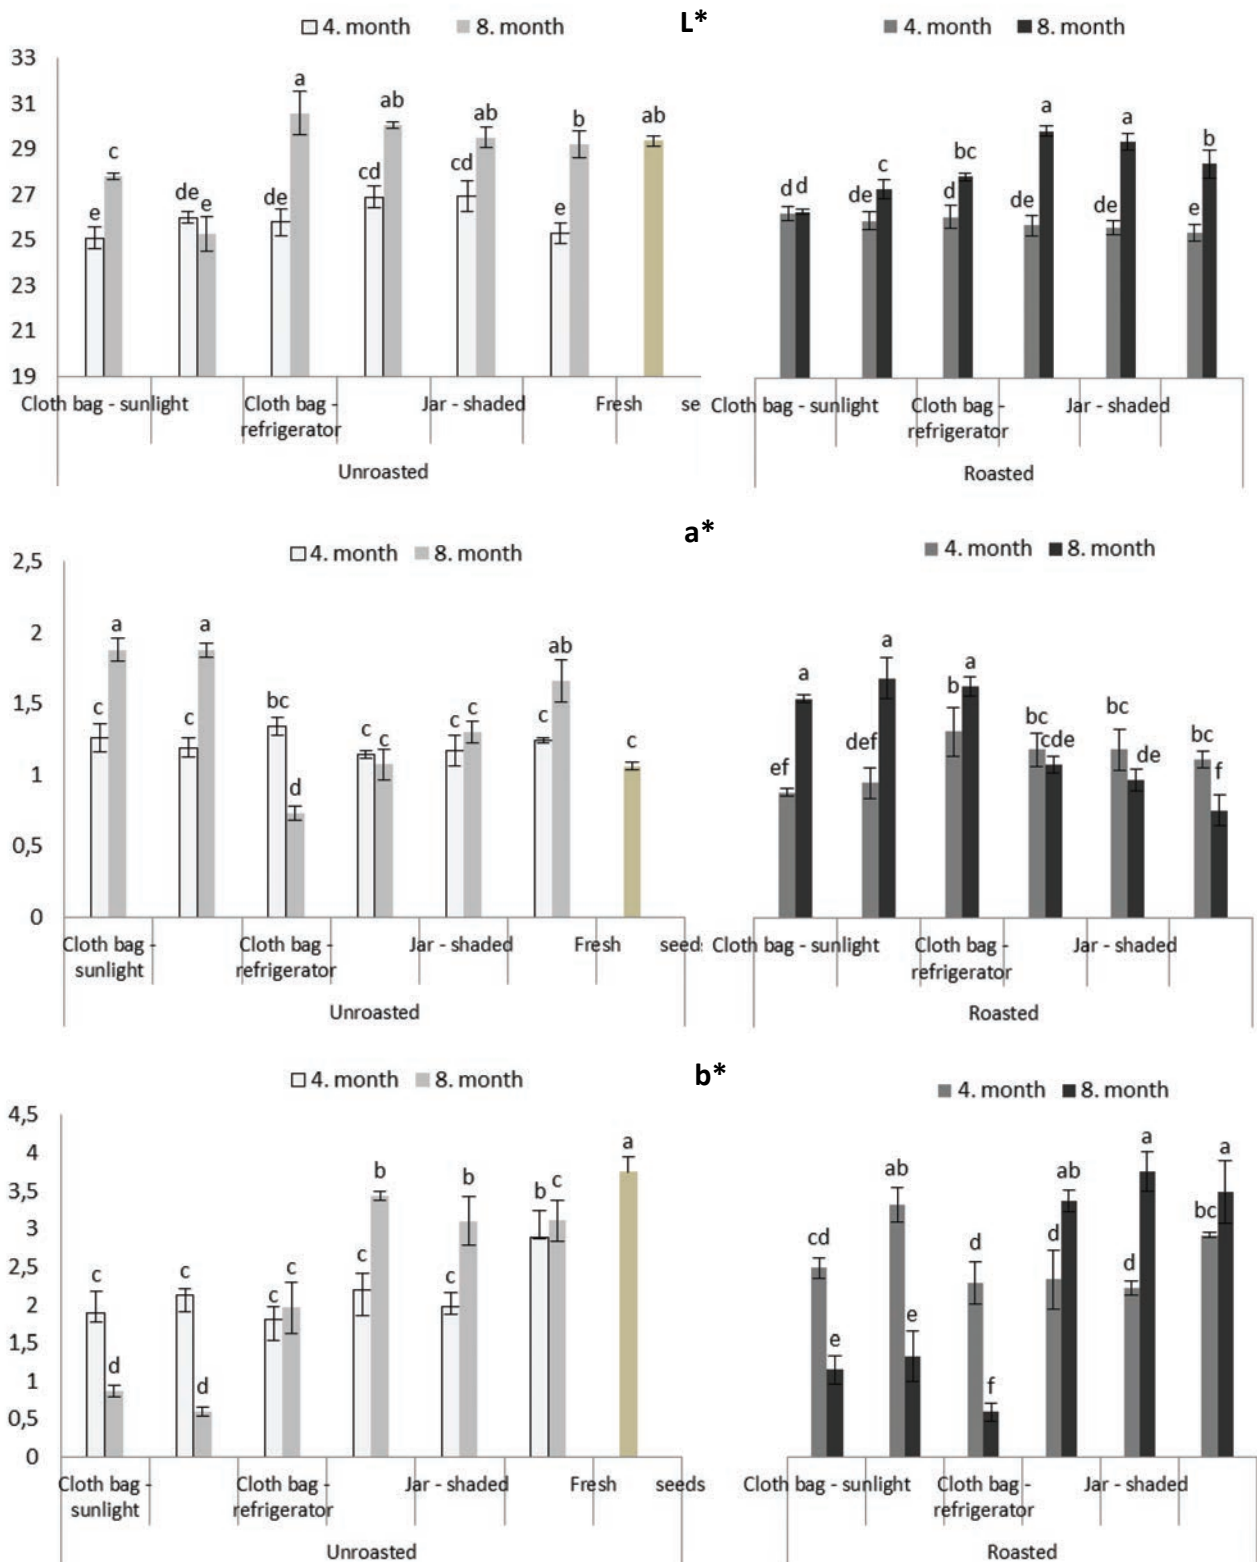 L*
4. month 8. month
4. month 8. month
33
31
29
27
25
23
21
19
e c de e de a cd ab cd ab e b ab
d d de c d bc de a de a e b
Cloth bag - sunlight Cloth bag - refrigerator Jar - shaded Fresh se
Unroasted
Cloth bag - sunlight Cloth bag - refrigerator Jar - shaded
Roasted
a*
4. month 8. month
4. month 8. month
2,5
2
1,5
1
0,5
0
c a c a bc d c c c c c ab c
ef a def a b a bc cde bc de bc f
Cloth bag - sunlight Cloth bag - refrigerator Jar - shaded Fresh seeds
Unroasted
Cloth bag - sunlight Cloth bag - refrigerator Jar - shaded
Roasted
b*
4. month 8. month
4. month 8. month
4,5
4
3,5
3
2,5
2
1,5
1
0,5
0
c d c d c c c b c b b c a
cd e ab e d f d ab d a bc a
Cloth bag - sunlight Cloth bag - refrigerator Jar - shaded Fresh seeds
Unroasted
Cloth bag - sunlight Cloth bag - refrigerator Jar - shaded
Roasted